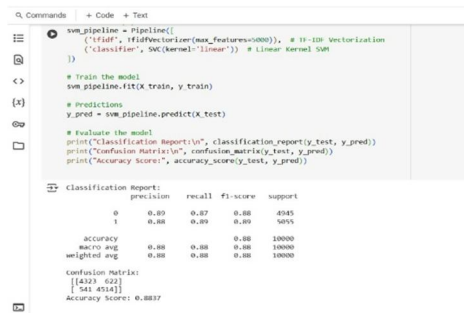 Commands + Code + Text
svm_pipeline = Pipeline([
('tfidf', TfidfVectorizer(max_features=5000)), # TF-IDF Vectorization
('classifier', SVC(kernel='linear')) # Linear Kernel SVM
])
# Train the model
svm_pipeline.fit(X_train, y_train)
# Predictions
y_pred = svm_pipeline.predict(X_test)
# Evaluate the model
print("Classification Report:\n", classification_report(y_test, y_pred))
print("Confusion Matrix:\n", confusion_matrix(y_test, y_pred))
print("Accuracy Score:", accuracy_score(y_test, y_pred))
Classification Report:
precision recall f1-score support
0 0.89 0.87 0.88 4945
1 0.88 0.89 0.89 5055
accuracy 0.88 10000
macro avg 0.88 0.88 0.88 10000
weighted avg 0.88 0.88 0.88 10000
Confusion Matrix:
[[4323 622]
[ 541 4514]]
Accuracy Score: 0.8837